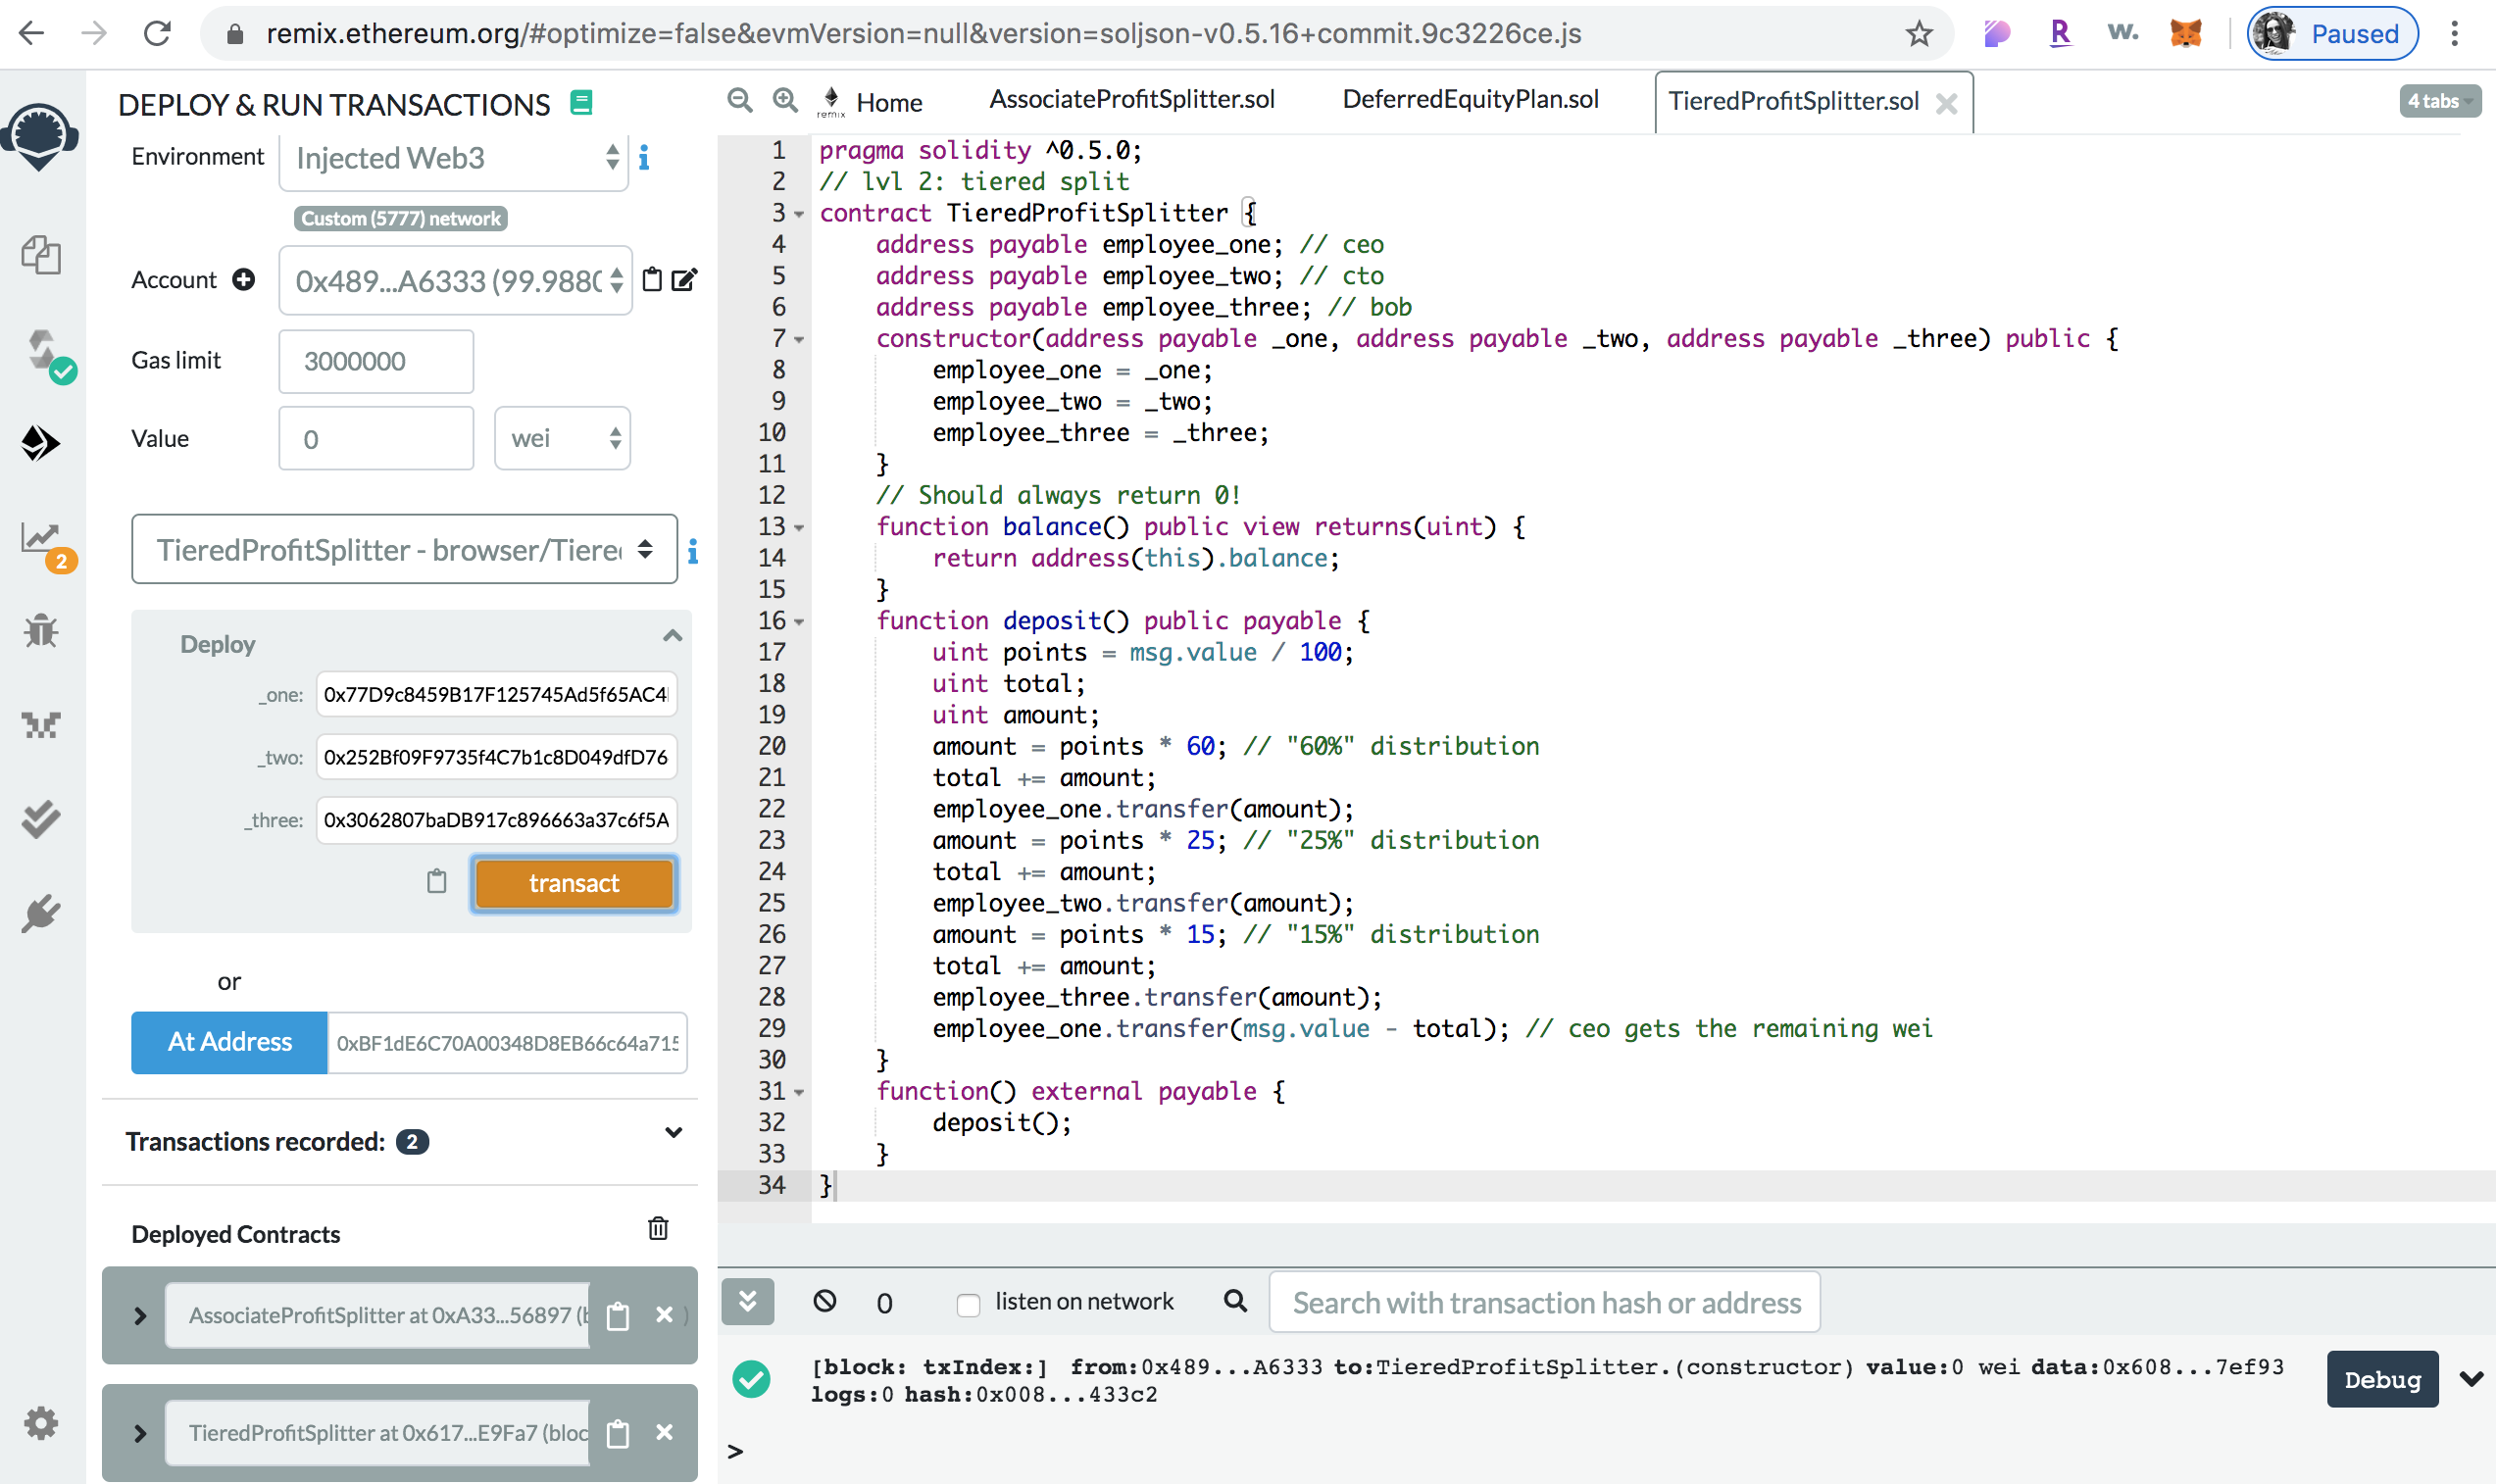 remix.ethereum.org/#optimize=false&evmVersion=null&version=soljson-v0.5.16+commit.9c3226ce.js
R
w.
Paused
DEPLOY & RUN TRANSACTIONS
Environment
Injected Web3
Custom (5777) network
Account
0x489...A6333 (99.9880
Gas limit
3000000
Value
0
wei
TieredProfitSplitter - browser/Tiered
2
Deploy
_one:
0x77D9c8459B17F125745Ad5f65AC4
_two:
0x252Bf09F9735f4C7b1c8D049dfD76
_three:
0x3062807baDB917c896663a37c6f5A
transact
or
At Address
0xBF1dE6C70A00348D8EB66c64a715
Transactions recorded: 2
Deployed Contracts
AssociateProfitSplitter at 0xA33...56897 (b
TieredProfitSplitter at 0x617...E9Fa7 (bloc
remix
Home
AssociateProfitSplitter.sol
DeferredEquityPlan.sol
TieredProfitSplitter.sol
4 tabs
1 pragma solidity ^0.5.0;
2 // lvl 2: tiered split
3 contract TieredProfitSplitter {
4 address payable employee_one; // ceo
5 address payable employee_two; // cto
6 address payable employee_three; // bob
7 constructor(address payable _one, address payable _two, address payable _three) public {
8 employee_one = _one;
9 employee_two = _two;
10 employee_three = _three;
11 }
12 // Should always return 0!
13 function balance() public view returns(uint) {
14 return address(this).balance;
15 }
16 function deposit() public payable {
17 uint points = msg.value / 100;
18 uint total;
19 uint amount;
20 amount = points * 60; // "60%" distribution
21 total += amount;
22 employee_one.transfer(amount);
23 amount = points * 25; // "25%" distribution
24 total += amount;
25 employee_two.transfer(amount);
26 amount = points * 15; // "15%" distribution
27 total += amount;
28 employee_three.transfer(amount);
29 employee_one.transfer(msg.value - total); // ceo gets the remaining wei
30 }
31 function() external payable {
32 deposit();
33 }
34 }
0
listen on network
Search with transaction hash or address
[block: txIndex:] from:0x489...A6333 to:TieredProfitSplitter.(constructor) value:0 wei data:0x608...7ef93
logs:0 hash:0x008...433c2
Debug
>